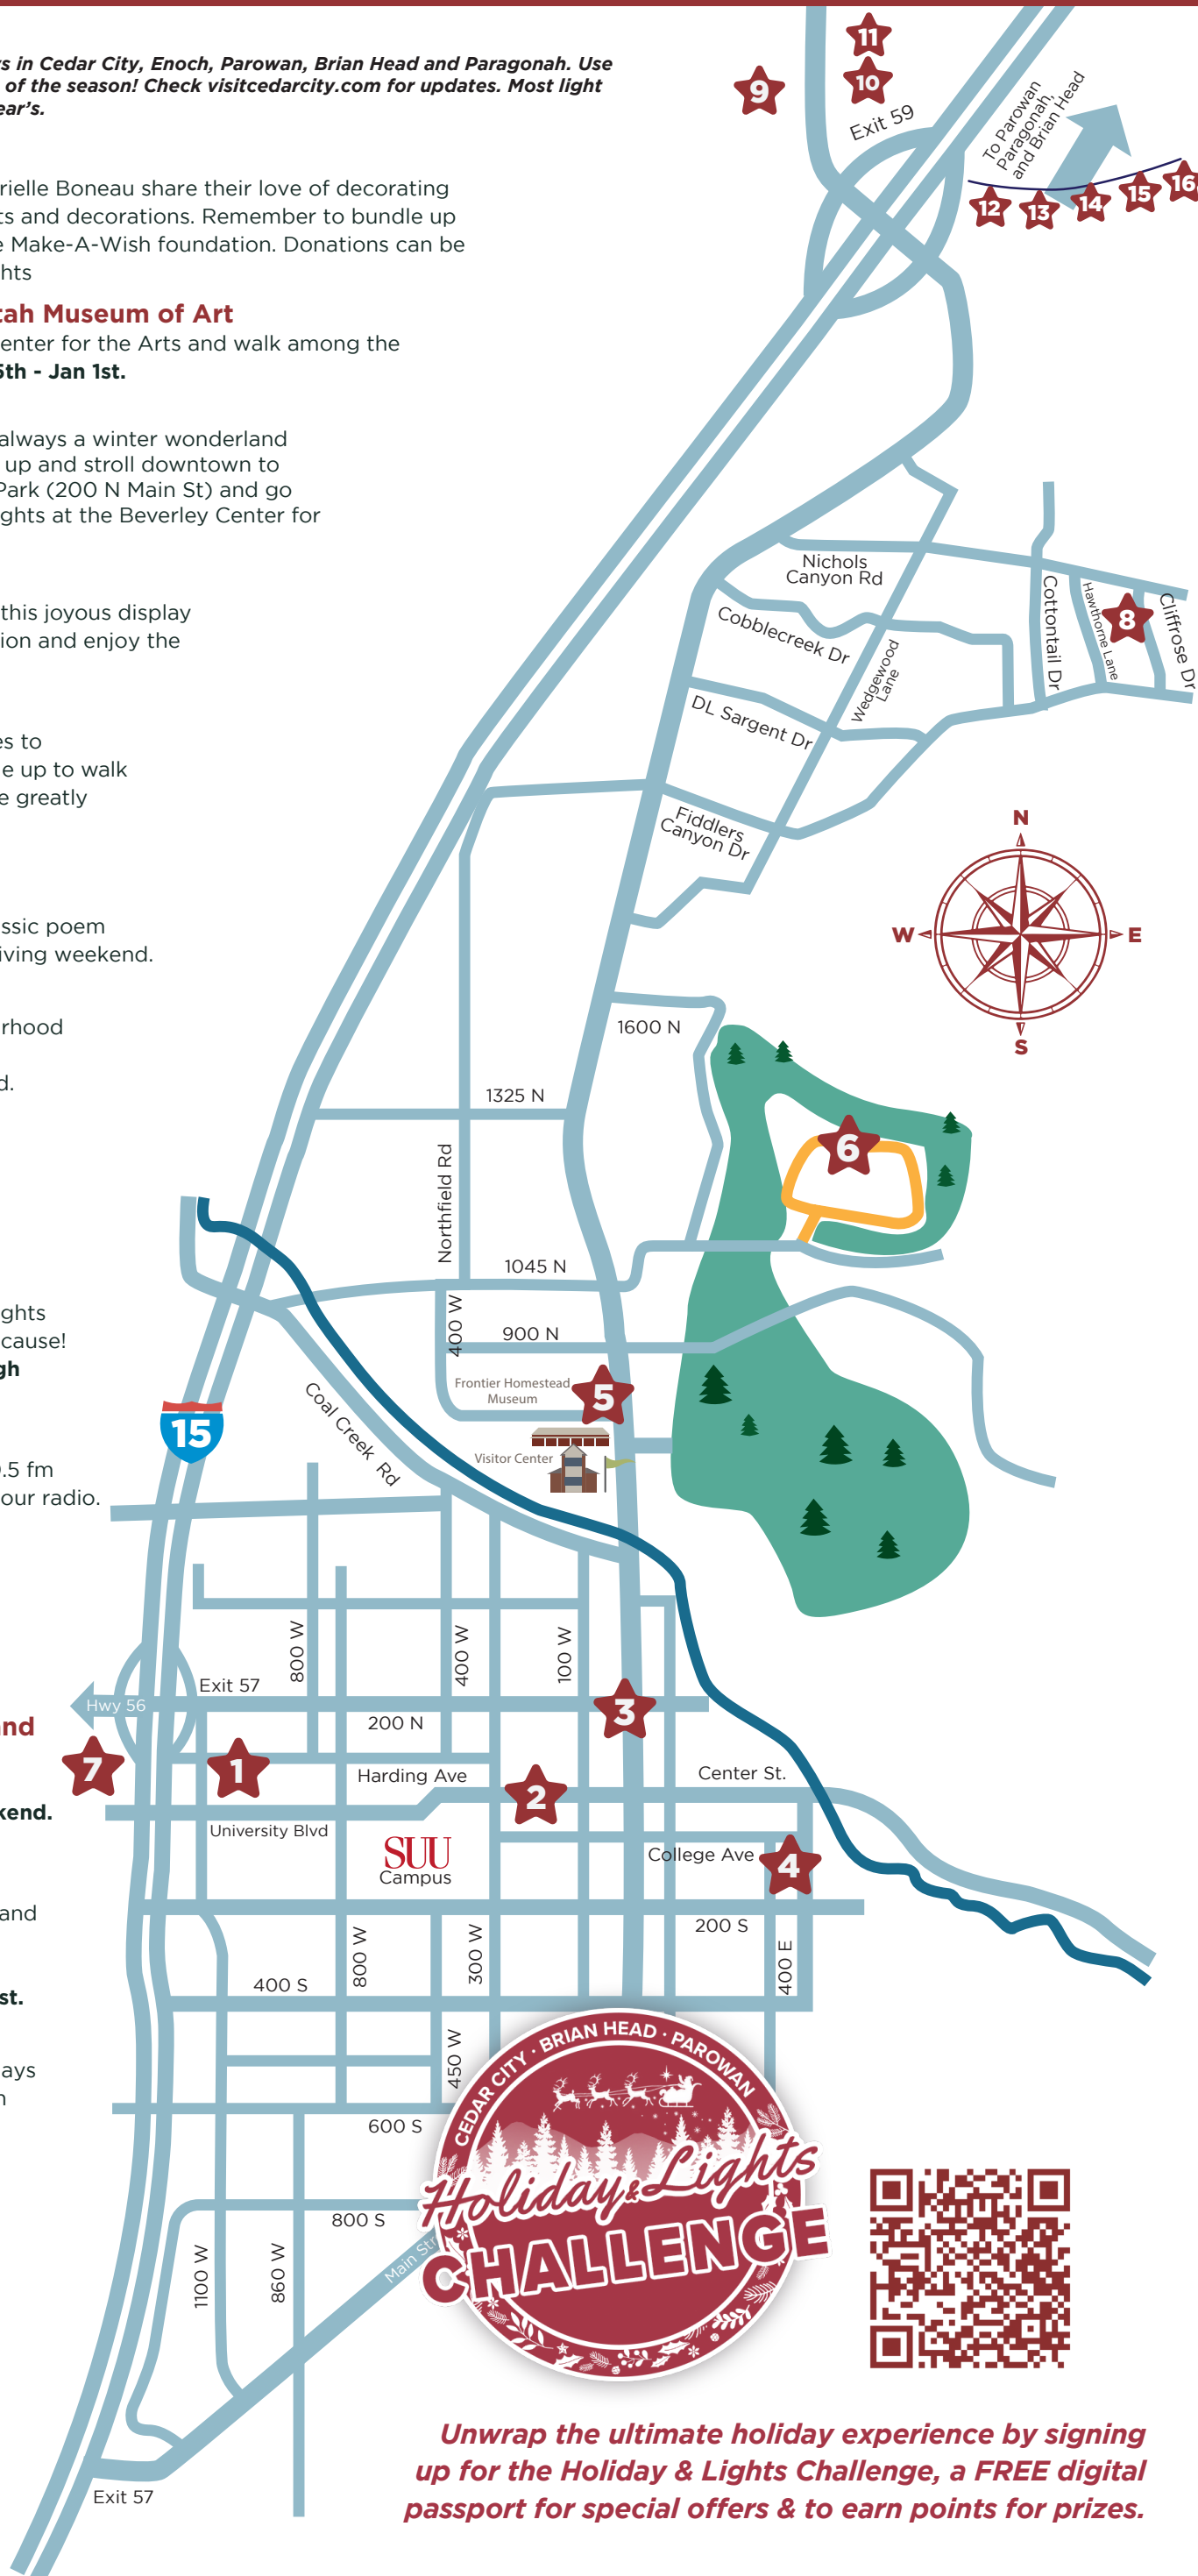 s in Cedar City, Enoch, Parowan, Brian Head and Paragonah. Use
of the season! Check visitcedarcity.com for updates. Most light
ear's.
rielle Boneau share their love of decorating
ts and decorations. Remember to bundle up
e Make-A-Wish foundation. Donations can be
hts
tah Museum of Art
enter for the Arts and walk among the
5th - Jan 1st.
always a winter wonderland
up and stroll downtown to
Park (200 N Main St) and go
ghts at the Beverley Center for
this joyous display
ion and enjoy the
es to
e up to walk
e greatly
ssic poem
iving weekend.
rhood
d.
ghts
cause!
gh
.5 fm
our radio.
and
kend.
and
st.
ays
n
11
10
9
Exit 59
To Parowan
Paragonah,
and Brian Head
12
13
14
15
16
Nichols
Canyon Rd
Cobblecreek Dr
Wedgewood
Lane
Cottontail Dr
Hawthorne Lane
8
Cliffrose Dr
DL Sargent Dr
Fiddlers
Canyon Dr
N
W
E
S
1600 N
1325 N
6
Northfield Rd
1045 N
400 W
900 N
Frontier Homestead
Museum
5
Visitor Center
Coal Creek Rd
15
800 W
400 W
100 W
Exit 57
Hwy 56
200 N
3
7
1
Harding Ave
2
Center St.
University Blvd
SUU
Campus
College Ave
4
200 S
800 W
300 W
400 E
400 S
450 W
600 S
800 S
1100 W
860 W
Main Str
Exit 57
CEDAR CITY · BRIAN HEAD · PAROWAN
Holiday & Lights
CHALLENGE
Unwrap the ultimate holiday experience by signing
up for the Holiday & Lights Challenge, a FREE digital
passport for special offers & to earn points for prizes.